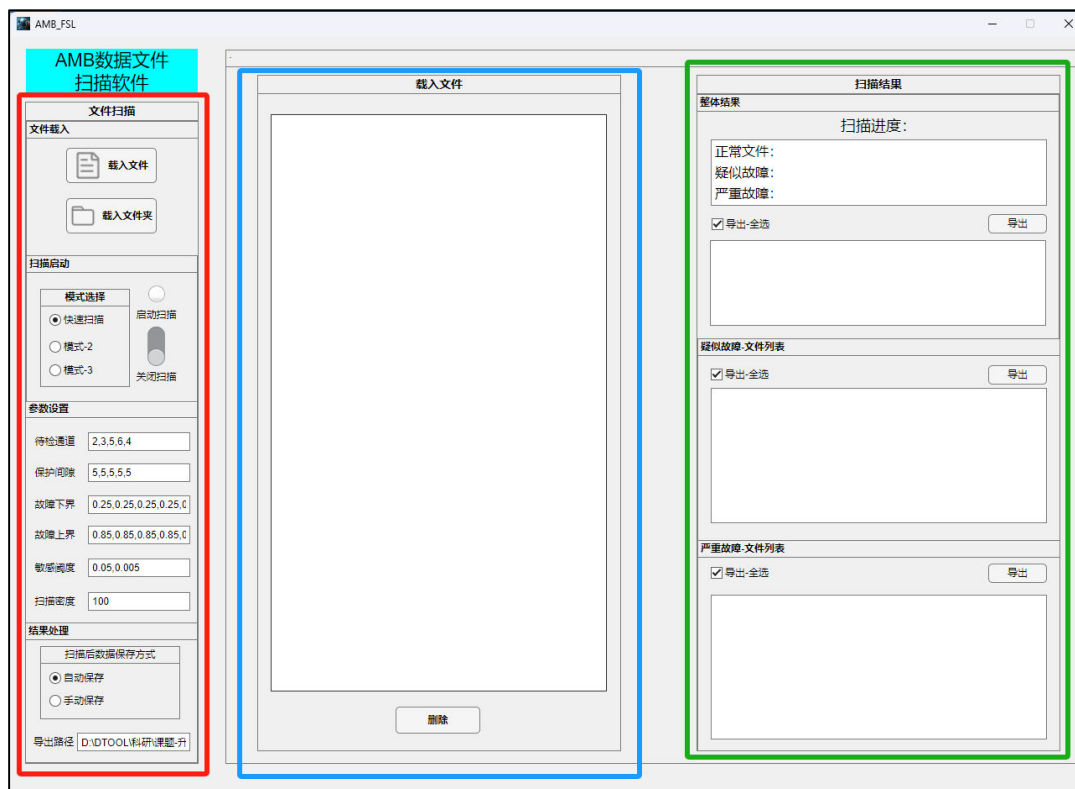 AMB_FSL
AMB数据文件
扫描软件
文件扫描
文件载入
载入文件
载入文件夹
扫描启动
模式选择
快速扫描
模式-2
模式-3
启动扫描
关闭扫描
参数设置
待检通道 2,3,5,6,4
保护间隙 5,5,5,5,5
故障下界 0.25,0.25,0.25,0.25,0
故障上界 0.85,0.85,0.85,0.85,0
敏感阈度 0.05,0.005
扫描密度 100
结果处理
扫描后数据保存方式
自动保存
手动保存
导出路径 D:\DTOOL\科研\课题-升
载入文件
删除
扫描结果
整体结果
扫描进度：
正常文件：
疑似故障：
严重故障：
导出-全选 导出
疑似故障-文件列表
导出-全选 导出
严重故障-文件列表
导出-全选 导出